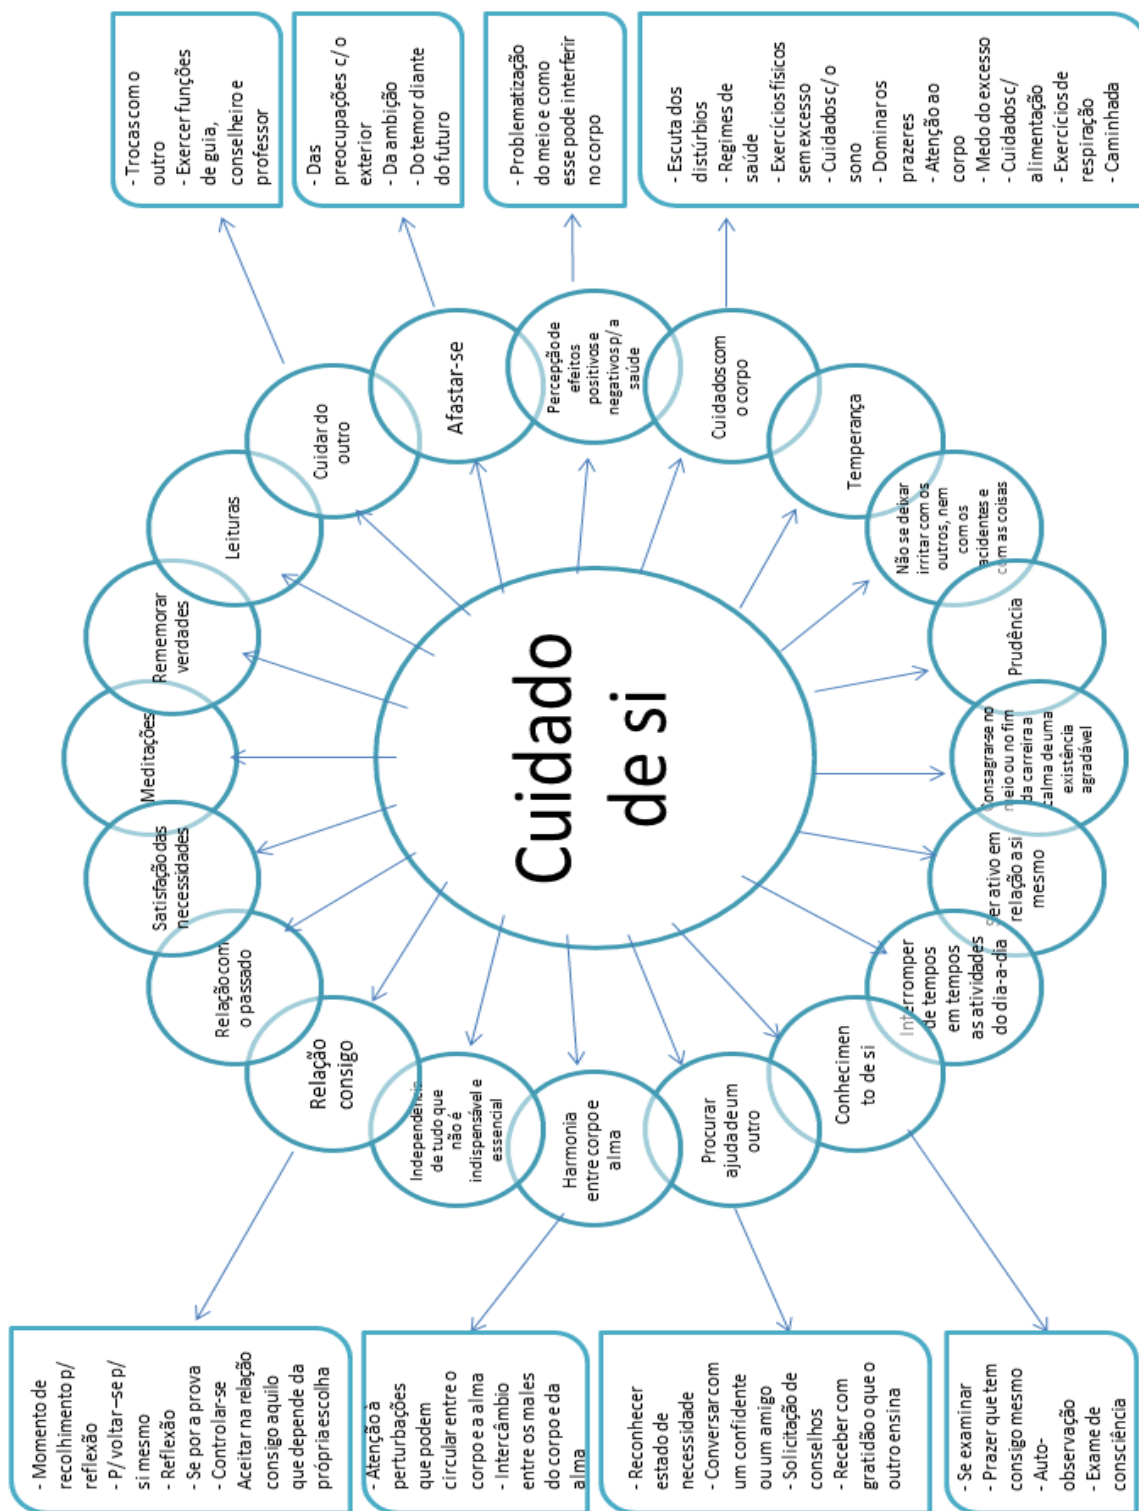 Cuidado
de si
Meditações
Rememorar
verdades
Leituras
Cuidar do
outro
Afastar-se
Percepção de
efeitos
positivos e
negativos p/ a
saúde
Cuidados com
o corpo
Temperança
Não se deixar
irritar com os
outros, nem
com os
acidentes e
com as coisas
Prudência
Consagrar-se no
meio ou no fim
da carreira a
calma de uma
existência
agradável
Ser ativo em
relação a si
mesmo
Interromper
de tempos
em tempos
as atividades
do dia-a-dia
Conhecimen
to de si
Procurar
ajuda de um
outro
Harmonia
entre corpo e
alma
Independência
de tudo que
não é
indispensável e
essencial
Relação
consigo
Relação com
o passado
Satisfação das
necessidades
- Trocas com o
outro
- Exercer funções
de guia,
conselheiro e
professor
- Das
preocupações c/ o
exterior
- Da ambição
- Do temor diante
do futuro
- Problematização
do meio e como
esse pode interferir
no corpo
- Escuta dos
distúrbios
- Regimes de
saúde
- Exercícios físicos
sem excesso
- Cuidados c/ o
sono
- Dominar os
prazeres
- Atenção ao
corpo
- Medo do excesso
- Cuidados c/
alimentação
- Exercícios de
respiração
- Caminhada
- Momento de
recolhimento p/
reflexão
- P/ voltar–se p/
si mesmo
- Reflexão
- Se por a prova
- Controlar-se
Aceitar na relação
consigo aquilo
que depende da
própria escolha
- Atenção à
perturbações
que podem
circular entre o
corpo e a alma
- Intercâmbio
entre os males
do corpo e da
alma
- Reconhecer
estado de
necessidade
- Conversar com
um confidente
ou um amigo
- Solicitação de
conselhos
- Receber com
gratidão o que o
outro ensina
- Se examinar
- Prazer que tem
consigo mesmo
- Auto-
observação
- Exame de
consciência